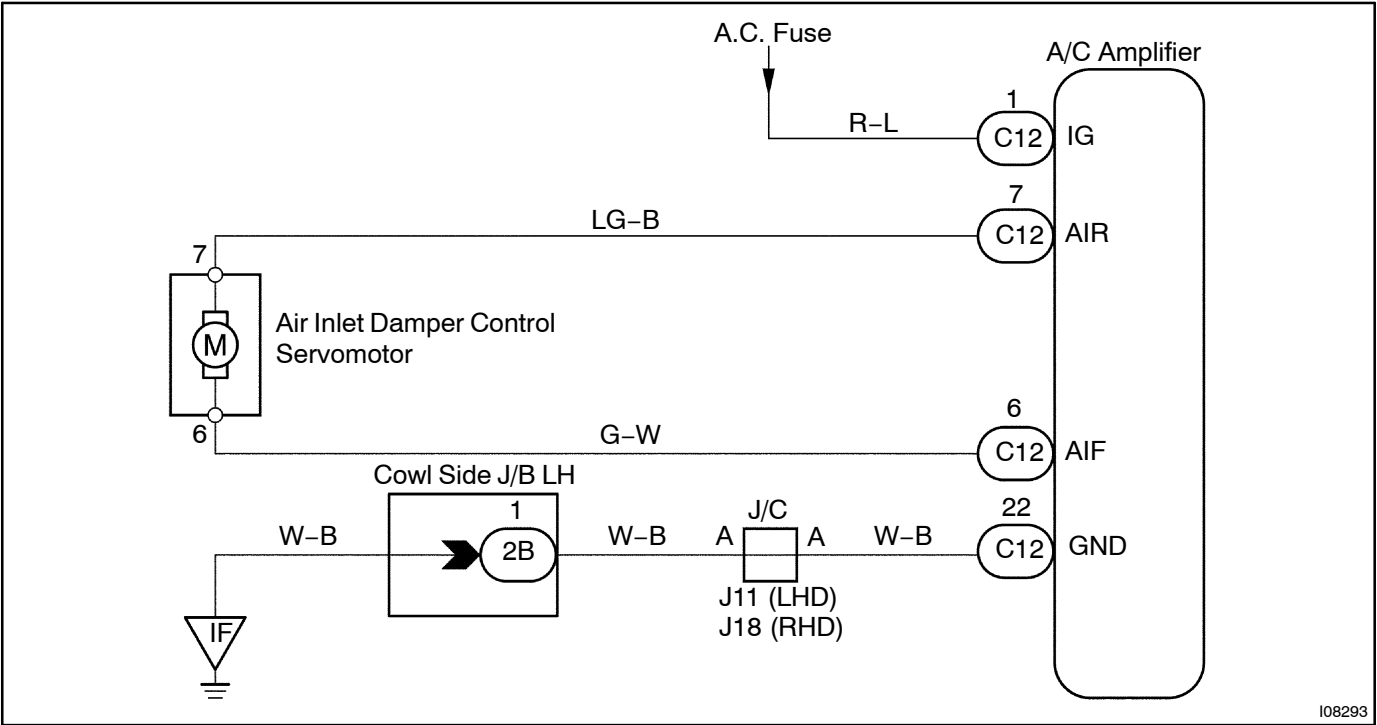 A.C. Fuse
A/C Amplifier
1
R–L
C12
IG
7
LG–B
C12
AIR
7
M
Air Inlet Damper Control
Servomotor
6
6
G–W
C12
AIF
Cowl Side J/B LH
1
22
J/C
W–B
2B
W–B
A
A
W–B
C12
GND
J11 (LHD)
J18 (RHD)
IF
I08293